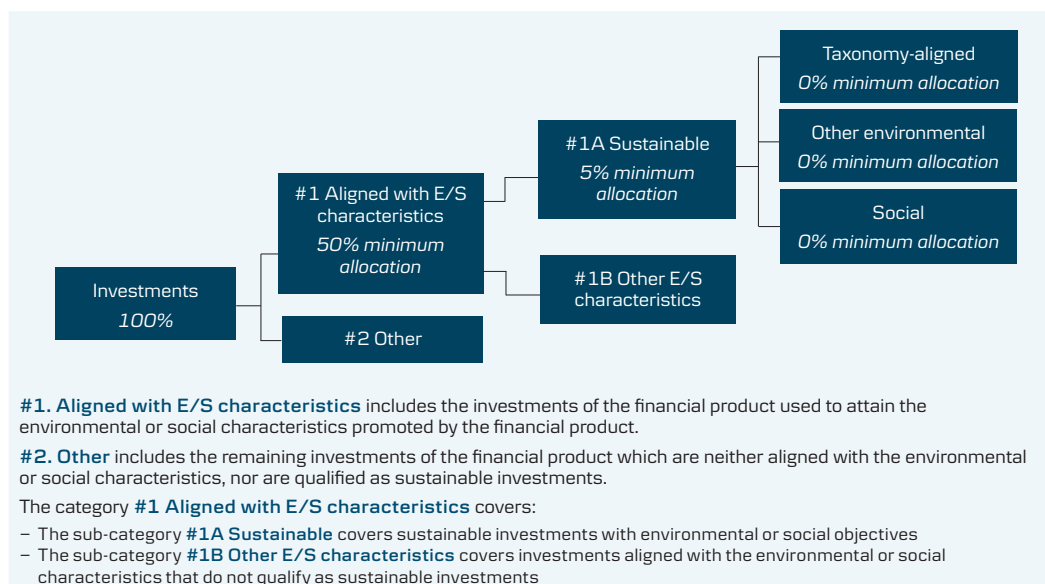 Taxonomy-aligned
0% minimum allocation
Other environmental
0% minimum allocation
Social
0% minimum allocation
#1A Sustainable
5% minimum
allocation
#1 Aligned with E/S
characteristics
50% minimum
allocation
#1B Other E/S
characteristics
Investments
100%
#2 Other
#1. Aligned with E/S characteristics includes the investments of the financial product used to attain the
environmental or social characteristics promoted by the financial product.
#2. Other includes the remaining investments of the financial product which are neither aligned with the environmental
or social characteristics, nor are qualified as sustainable investments.
The category #1 Aligned with E/S characteristics covers:
– The sub-category #1A Sustainable covers sustainable investments with environmental or social objectives
– The sub-category #1B Other E/S characteristics covers investments aligned with the environmental or social
characteristics that do not qualify as sustainable investments